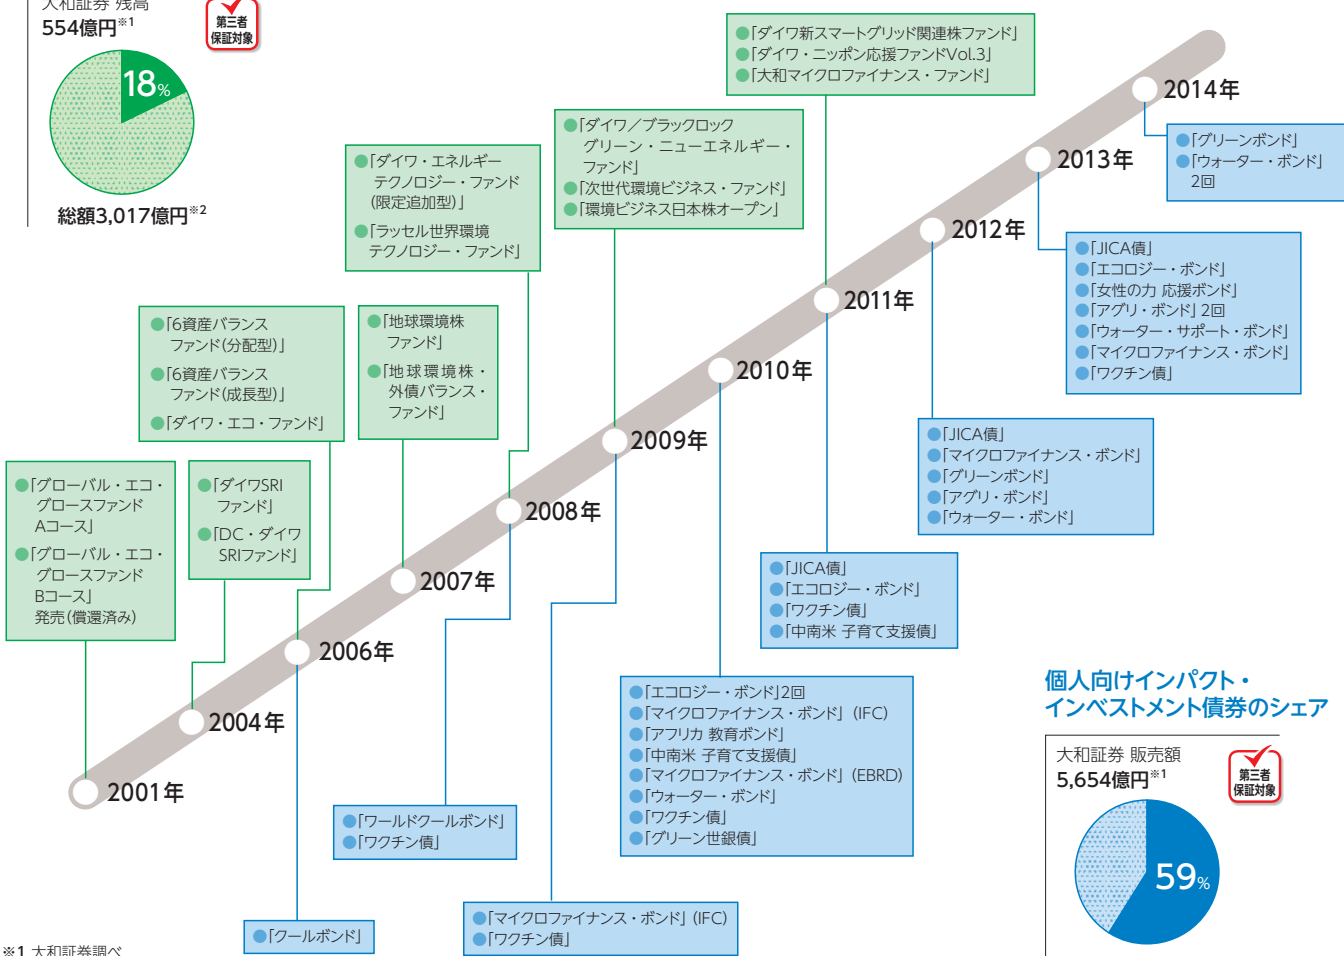 大和証券 残高
554億円※1
第三者
保証対象
18%
総額3,017億円※2
●「グローバル・エコ・
グロースファンド
Aコース」
●「グローバル・エコ・
グロースファンド
Bコース」
発売(償還済み)
●「ダイワSRI
ファンド」
●「DC・ダイワ
SRIファンド」
●「6資産バランス
ファンド(分配型)」
●「6資産バランス
ファンド(成長型)」
●「ダイワ・エコ・ファンド」
●「地球環境株
ファンド」
●「地球環境株・
外債バランス・
ファンド」
●「ダイワ・エネルギー
テクノロジー・ファンド
(限定追加型)」
●「ラッセル世界環境
テクノロジー・ファンド」
●「ダイワ/ブラックロック
グリーン・ニューエネルギー・
ファンド」
●「次世代環境ビジネス・ファンド」
●「環境ビジネス日本株オープン」
●「ダイワ新スマートグリッド関連株ファンド」
●「ダイワ・ニッポン応援ファンドVol.3」
●「大和マイクロファイナンス・ファンド」
2001年
2004年
2006年
2007年
2008年
2009年
2010年
2011年
2012年
2013年
2014年
●「クールボンド」
●「ワールドクールボンド」
●「ワクチン債」
●「マイクロファイナンス・ボンド」(IFC)
●「ワクチン債」
●「エコロジー・ボンド」2回
●「マイクロファイナンス・ボンド」(IFC)
●「アフリカ 教育ボンド」
●「中南米 子育て支援債」
●「マイクロファイナンス・ボンド」(EBRD)
●「ウォーター・ボンド」
●「ワクチン債」
●「グリーン世銀債」
●「JICA債」
●「エコロジー・ボンド」
●「ワクチン債」
●「中南米 子育て支援債」
●「JICA債」
●「マイクロファイナンス・ボンド」
●「グリーンボンド」
●「アグリ・ボンド」
●「ウォーター・ボンド」
●「JICA債」
●「エコロジー・ボンド」
●「女性の力 応援ボンド」
●「アグリ・ボンド」2回
●「ウォーター・サポート・ボンド」
●「マイクロファイナンス・ボンド」
●「ワクチン債」
●「グリーンボンド」
●「ウォーター・ボンド」
2回
個人向けインパクト・
インベストメント債券のシェア
大和証券 販売額
5,654億円※1
第三者
保証対象
59%
※1 大和証券調べ